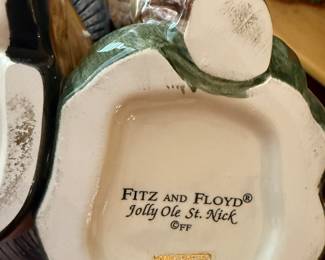 FITZ AND FLOYD®
Jolly Ole St. Nick
©FF